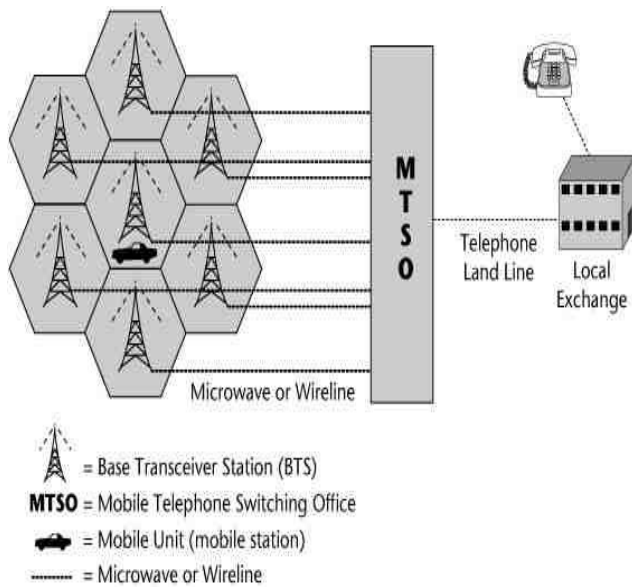 M
T
S
O
Telephone
Land Line
Local
Exchange
Microwave or Wireline
= Base Transceiver Station (BTS)
MTSO = Mobile Telephone Switching Office
= Mobile Unit (mobile station)
= Microwave or Wireline